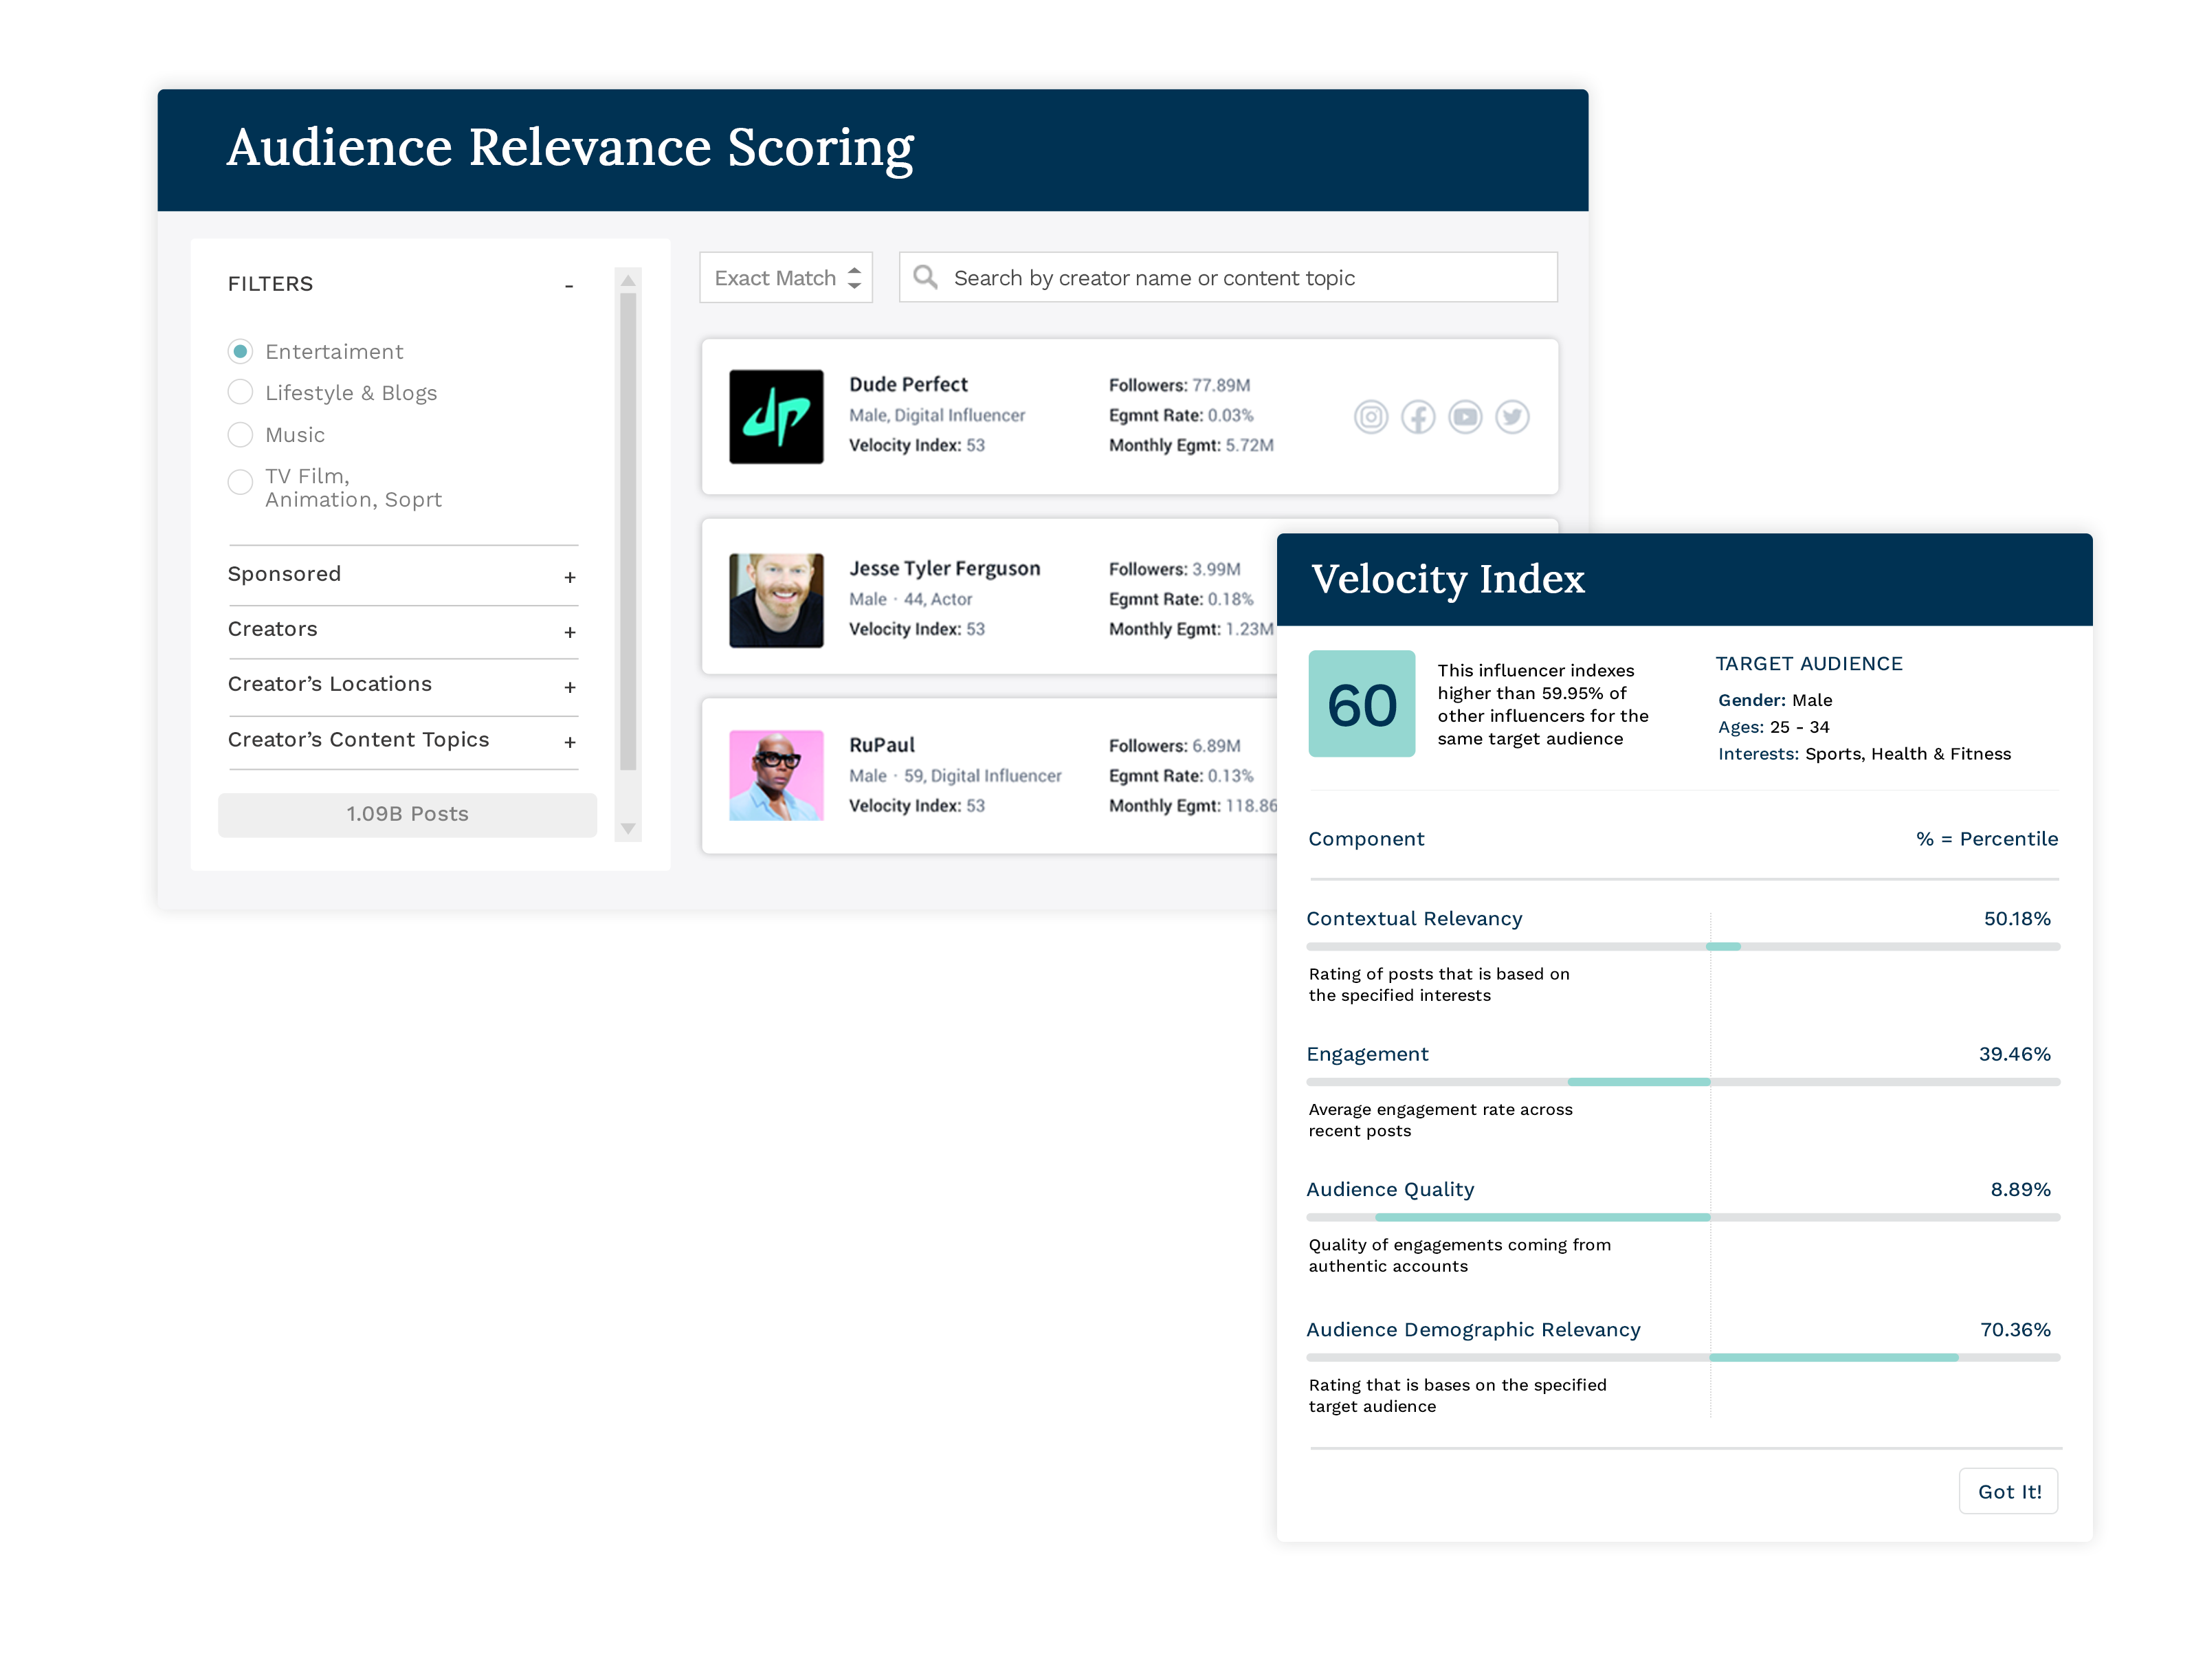 Audience Relevance Scoring
FILTERS -
Entertaiment
Lifestyle & Blogs
Music
TV Film,
Animation, Soprt
Sponsored +
Creators +
Creator's Locations +
Creator's Content Topics +
1.09B Posts
Exact Match
Search by creator name or content topic
dp
Dude Perfect
Male, Digital Influencer
Velocity Index: 53
Followers: 77.89M
Egmnt Rate: 0.03%
Monthly Egmt: 5.72M
Jesse Tyler Ferguson
Male · 44, Actor
Velocity Index: 53
Followers: 3.99M
Egmnt Rate: 0.18%
Monthly Egmt: 1.23M
RuPaul
Male · 59, Digital Influencer
Velocity Index: 53
Followers: 6.89M
Egmnt Rate: 0.13%
Monthly Egmt: 118.86
Velocity Index
60
This influencer indexes
higher than 59.95% of
other influencers for the
same target audience
TARGET AUDIENCE
Gender: Male
Ages: 25 - 34
Interests: Sports, Health & Fitness
Component % = Percentile
Contextual Relevancy 50.18%
Rating of posts that is based on
the specified interests
Engagement 39.46%
Average engagement rate across
recent posts
Audience Quality 8.89%
Quality of engagements coming from
authentic accounts
Audience Demographic Relevancy 70.36%
Rating that is bases on the specified
target audience
Got It!